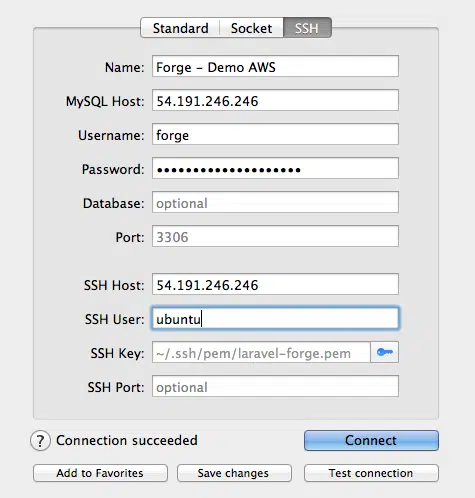 Standard Socket SSH
Name: Forge – Demo AWS
MySQL Host: 54.191.246.246
Username: forge
Password: ••••••••••••••••••••
Database: optional
Port: 3306
SSH Host: 54.191.246.246
SSH User: ubuntu
SSH Key: ~/.ssh/pem/laravel-forge.pem
SSH Port: optional
? Connection succeeded Connect
Add to Favorites Save changes Test connection